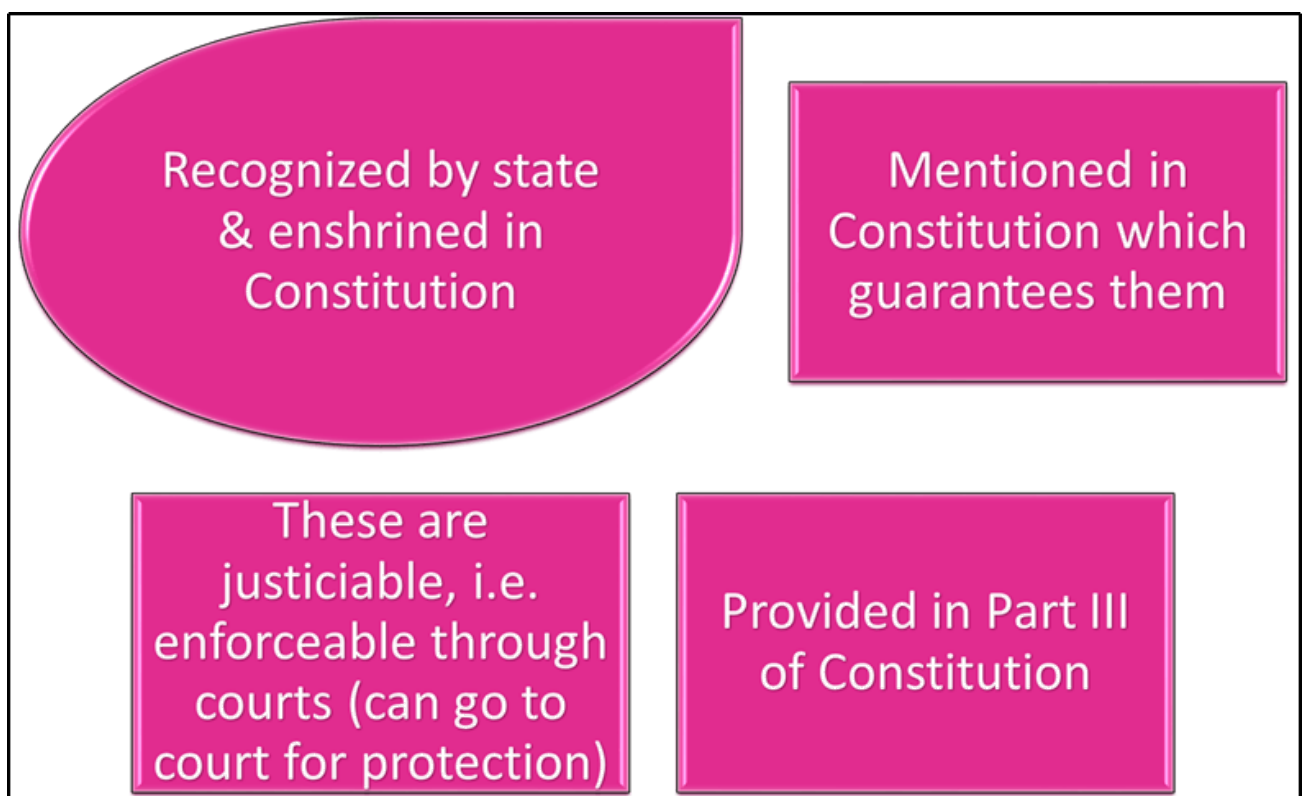 Recognized by state
& enshrined in
Constitution
Mentioned in
Constitution which
guarantees them
These are
justiciable, i.e.
enforceable through
courts (can go to
court for protection)
Provided in Part III
of Constitution